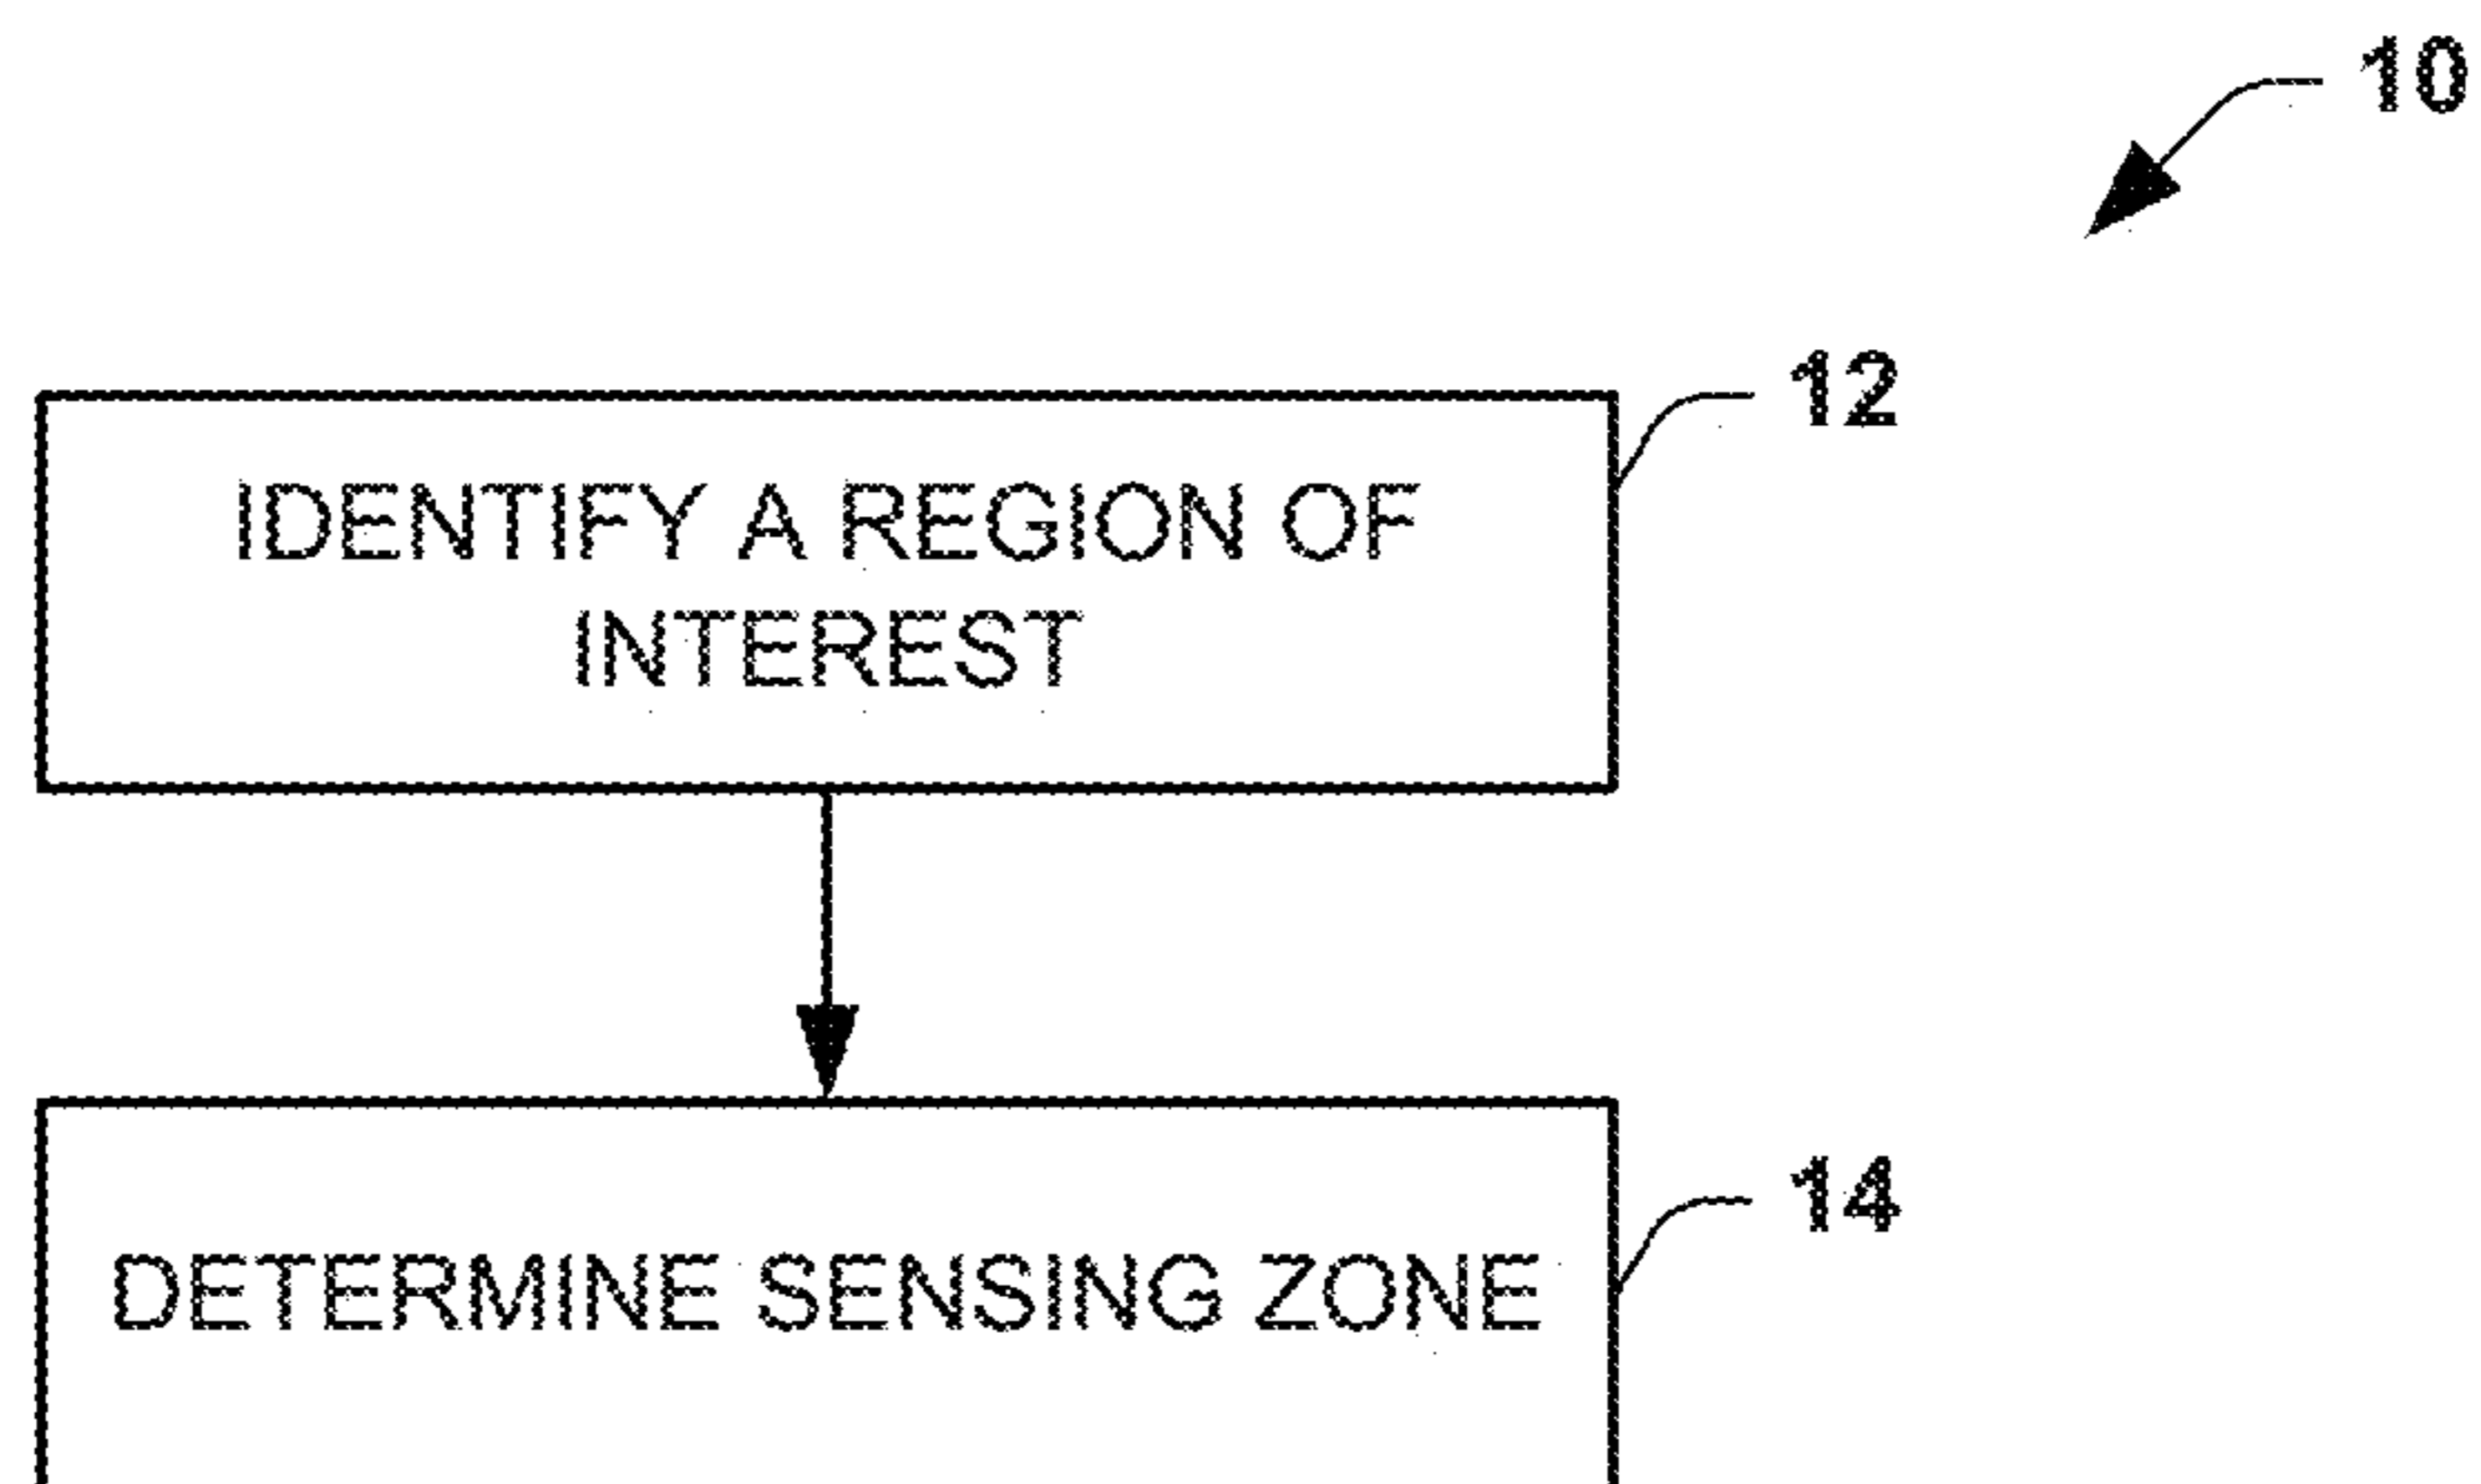 10
12
IDENTIFY A REGION OF
INTEREST
14
DETERMINE SENSING ZONE